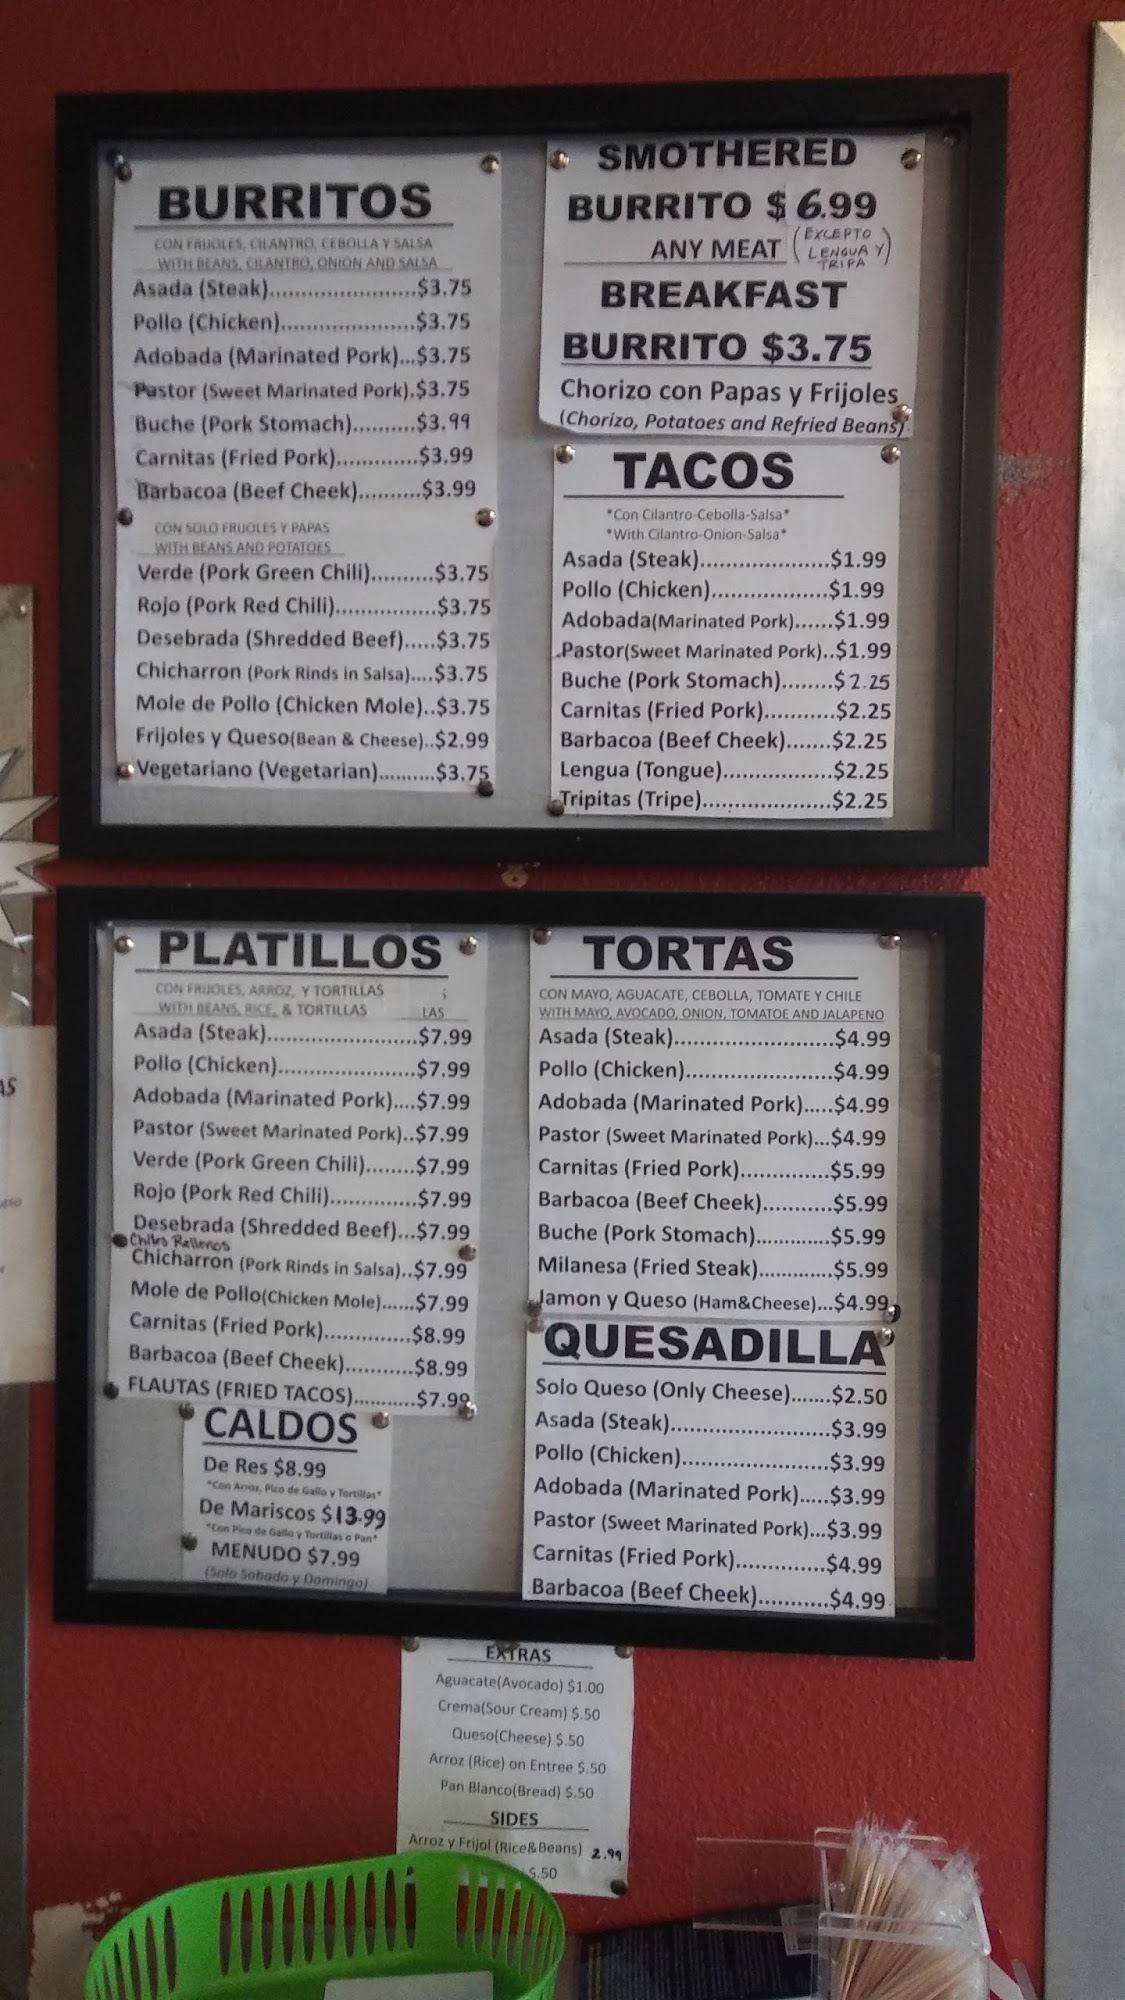 BURRITOS
CON FRIJOLES, CILANTRO, CEBOLLA Y SALSA
WITH BEANS, CILANTRO, ONION AND SALSA
Asada (Steak)......................$3.75
Pollo (Chicken)....................$3.75
Adobada (Marinated Pork)...$3.75
Pastor (Sweet Marinated Pork).$3.75
Buche (Pork Stomach)..........$3.99
Carnitas (Fried Pork).............$3.99
Barbacoa (Beef Cheek)..........$3.99
CON SOLO FRIJOLES Y PAPAS
WITH BEANS AND POTATOES
Verde (Pork Green Chili)..........$3.75
Rojo (Pork Red Chili)................$3.75
Desebrada (Shredded Beef).....$3.75
Chicharron (Pork Rinds in Salsa)....$3.75
Mole de Pollo (Chicken Mole)..$3.75
Frijoles y Queso(Bean & Cheese)..$2.99
Vegetariano (Vegetarian)..........$3.75
SMOTHERED
BURRITO $6.99
ANY MEAT (EXCEPTO
LENGUA Y)
TRIPA
BREAKFAST
BURRITO $3.75
Chorizo con Papas y Frijoles
(Chorizo, Potatoes and Refried Beans)
TACOS
*Con Cilantro-Cebolla-Salsa*
*With Cilantro-Onion-Salsa*
Asada (Steak).....................$1.99
Pollo (Chicken)...................$1.99
Adobada(Marinated Pork)......$1.99
Pastor(Sweet Marinated Pork)..$1.99
Buche (Pork Stomach)........$2.25
Carnitas (Fried Pork)...........$2.25
Barbacoa (Beef Cheek).......$2.25
Lengua (Tongue).................$2.25
Tripitas (Tripe)....................$2.25
PLATILLOS
CON FRIJOLES, ARROZ, Y TORTILLAS
WITH BEANS, RICE, & TORTILLAS LAS
Asada (Steak)........................$7.99
Pollo (Chicken)......................$7.99
Adobada (Marinated Pork)....$7.99
Pastor (Sweet Marinated Pork)..$7.99
Verde (Pork Green Chili)........$7.99
Rojo (Pork Red Chili)..............$7.99
Desebrada (Shredded Beef)...$7.99
Chiles Rellenos
Chicharron (Pork Rinds in Salsa)..$7.99
Mole de Pollo(Chicken Mole)......$7.99
Carnitas (Fried Pork)..............$8.99
Barbacoa (Beef Cheek)...........$8.99
FLAUTAS (FRIED TACOS)...........$7.99
CALDOS
De Res $8.99
*Con Arroz, Pico de Gallo y Tortillas*
De Mariscos $13.99
*Con Pico de Gallo y Tortillas o Pan*
MENUDO $7.99
(Solo Sabado y Domingo)
TORTAS
CON MAYO, AGUACATE, CEBOLLA, TOMATE Y CHILE
WITH MAYO, AVOCADO, ONION, TOMATOE AND JALAPENO
Asada (Steak)..........................$4.99
Pollo (Chicken)........................$4.99
Adobada (Marinated Pork).....$4.99
Pastor (Sweet Marinated Pork)...$4.99
Carnitas (Fried Pork)...............$5.99
Barbacoa (Beef Cheek)............$5.99
Buche (Pork Stomach).............$5.99
Milanesa (Fried Steak).............$5.99
Jamon y Queso (Ham&Cheese)...$4.99
QUESADILLA
Solo Queso (Only Cheese).......$2.50
Asada (Steak)..........................$3.99
Pollo (Chicken)........................$3.99
Adobada (Marinated Pork).....$3.99
Pastor (Sweet Marinated Pork)...$3.99
Carnitas (Fried Pork)...............$4.99
Barbacoa (Beef Cheek)............$4.99
EXTRAS
Aguacate(Avocado) $1.00
Crema(Sour Cream) $.50
Queso(Cheese) $.50
Arroz (Rice) on Entree $.50
Pan Blanco(Bread) $.50
SIDES
Arroz y Frijol (Rice&Beans) 2.99
$.50